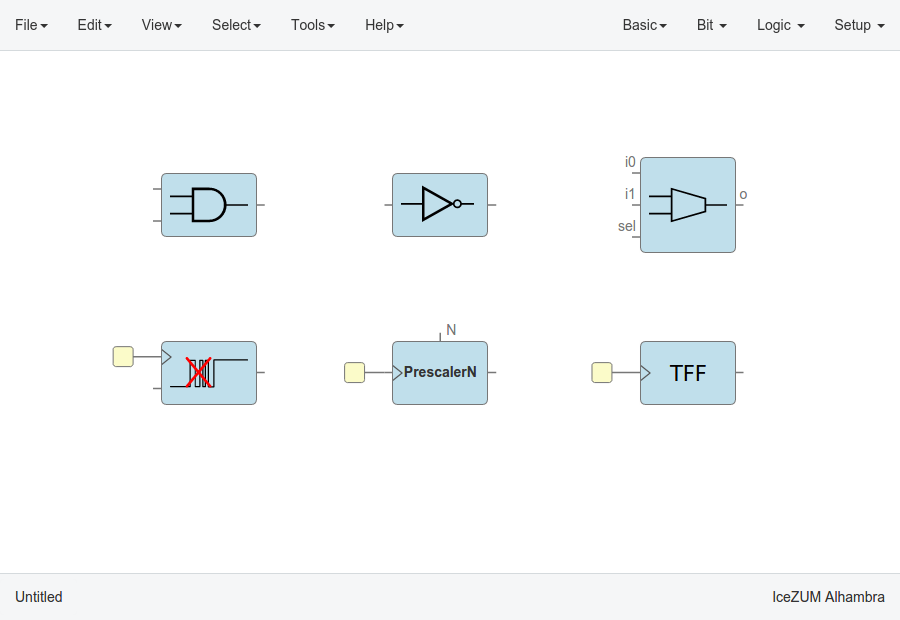 File Edit View Select Tools Help Basic Bit Logic Setup
i0
i1
o
sel
N
PrescalerN
TFF
Untitled
IceZUM Alhambra